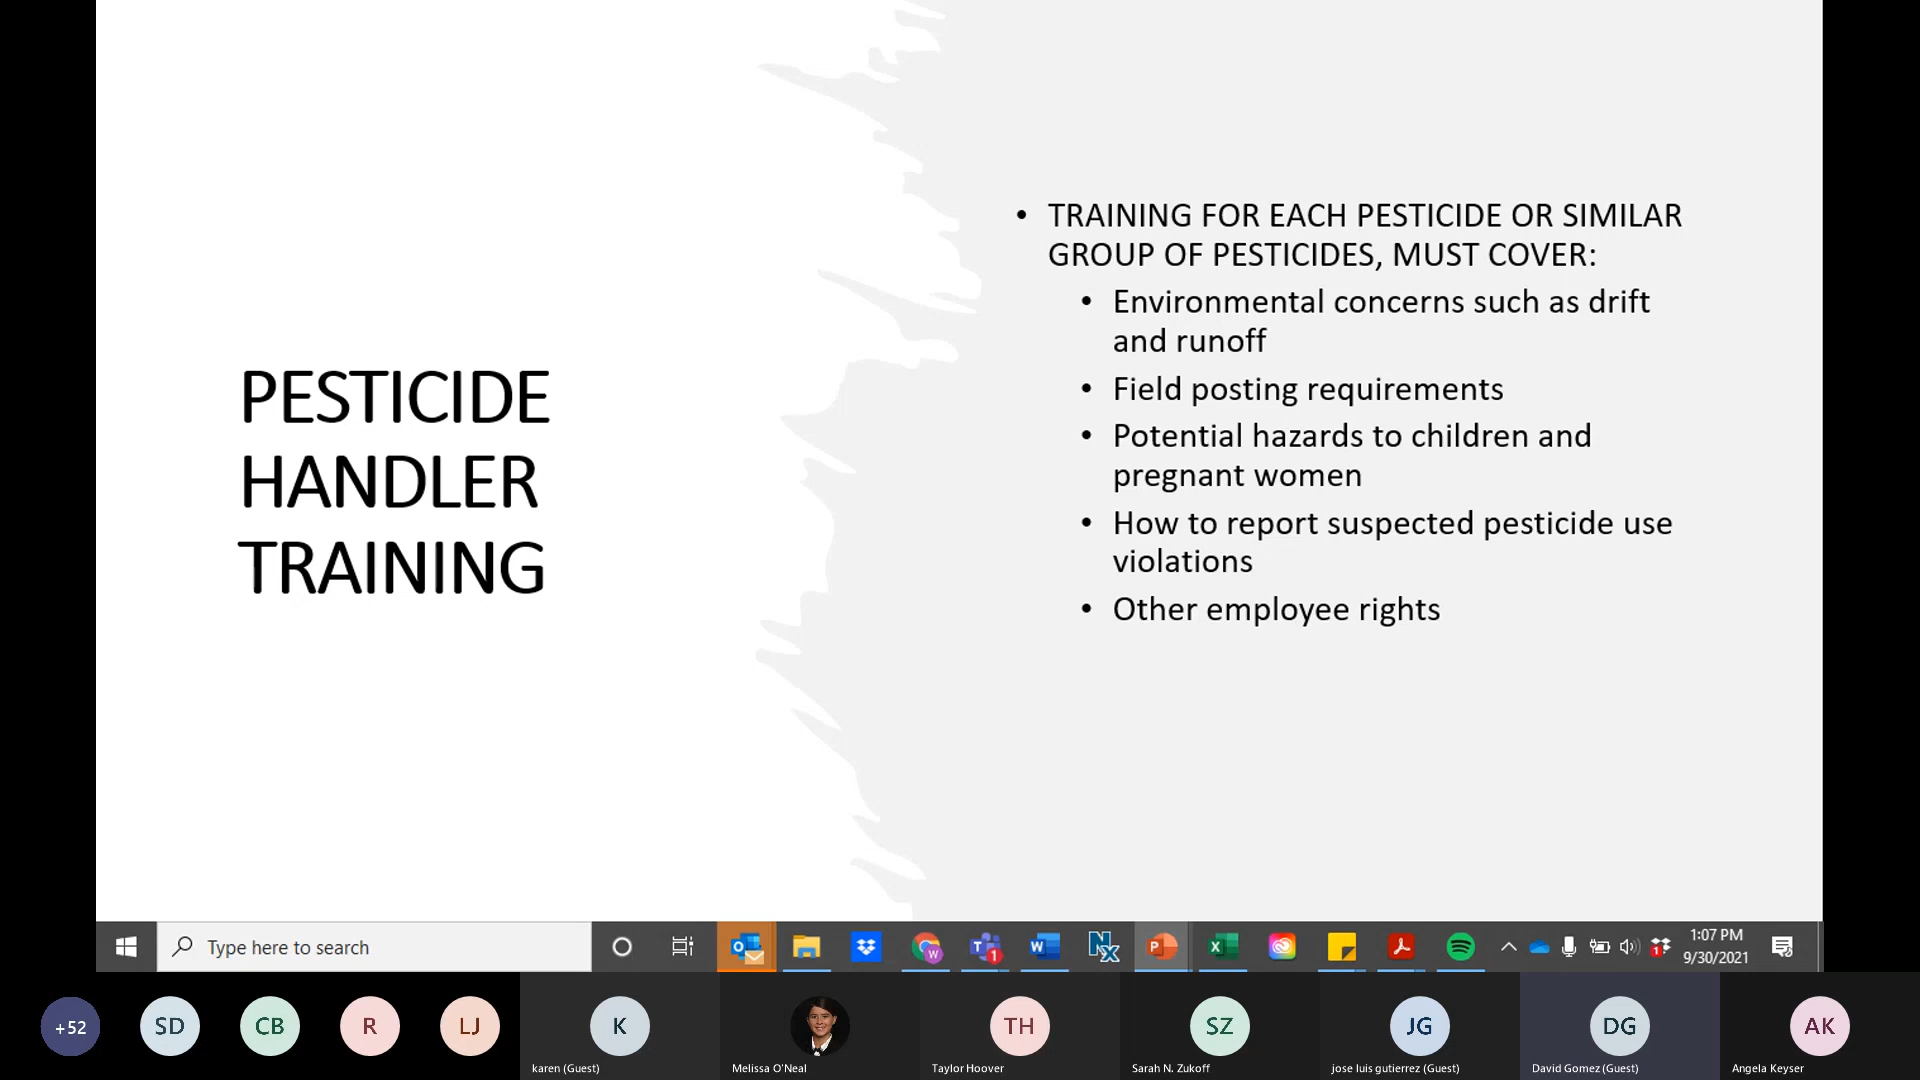 PESTICIDE
HANDLER
TRAINING
• TRAINING FOR EACH PESTICIDE OR SIMILAR
GROUP OF PESTICIDES, MUST COVER:
• Environmental concerns such as drift
and runoff
• Field posting requirements
• Potential hazards to children and
pregnant women
• How to report suspected pesticide use
violations
• Other employee rights
Type here to search
1:07 PM
9/30/2021
+52
SD
CB
R
LJ
K
TH
SZ
JG
DG
AK
karen (Guest)
Melissa O'Neal
Taylor Hoover
Sarah N. Zukoff
jose luis gutierrez (Guest)
David Gomez (Guest)
Angela Keyser